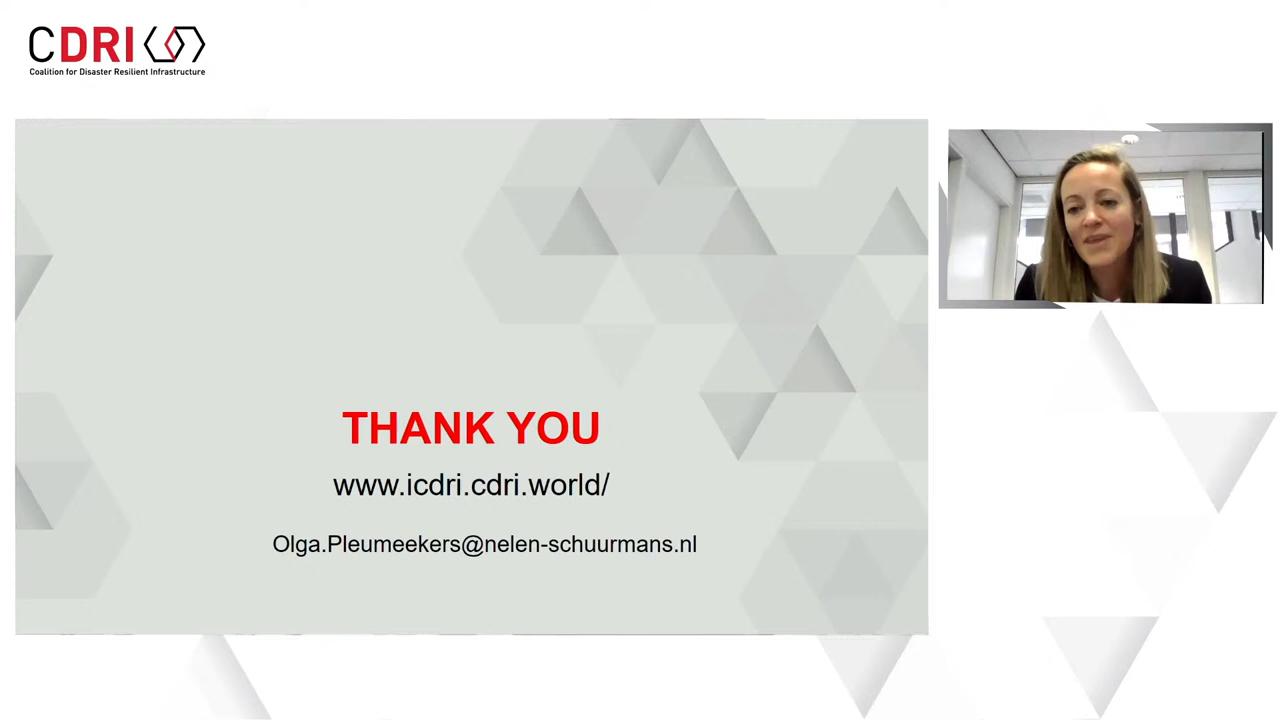 CDRI
Coalition for Disaster Resilient Infrastructure
THANK YOU
www.icdri.cdri.world/
Olga.Pleumeekers@nelen-schuurmans.nl